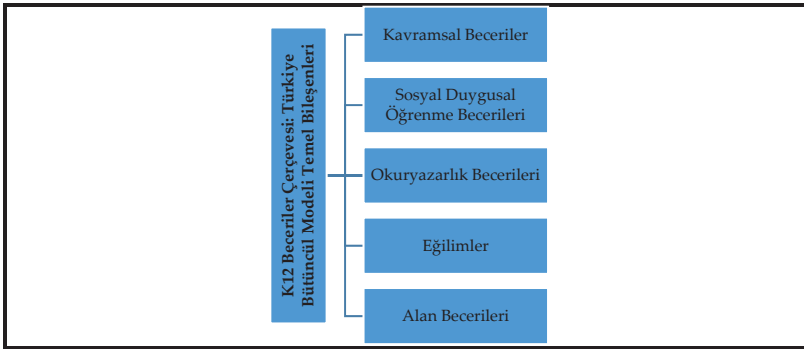 K12 Beceriler Çerçevesi: Türkiye
Bütüncül Modeli Temel Bileşenleri
Kavramsal Beceriler
Sosyal Duygusal
Öğrenme Becerileri
Okuryazarlık Becerileri
Eğilimler
Alan Becerileri